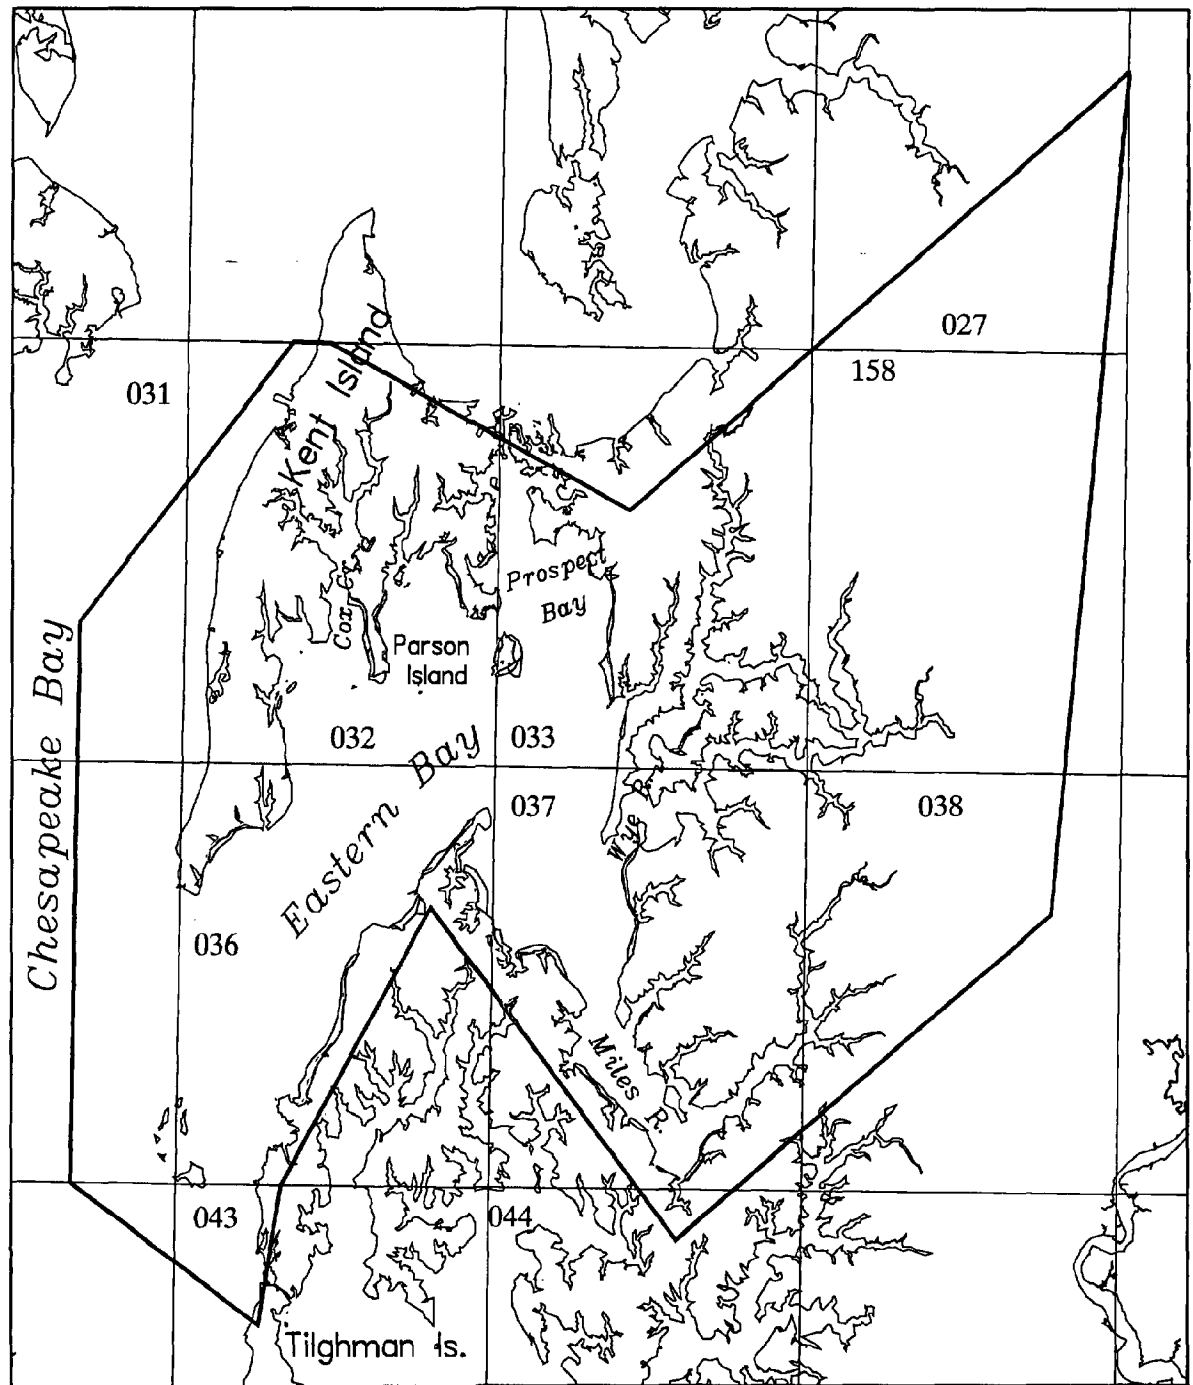 027
158
031
Kent Island
Prospect
Bay
Cox Cr.
Parson
Island
032
033
Eastern Bay
Chesapeake Bay
037
038
Wye R.
036
Miles R.
043
044
Tilghman Is.